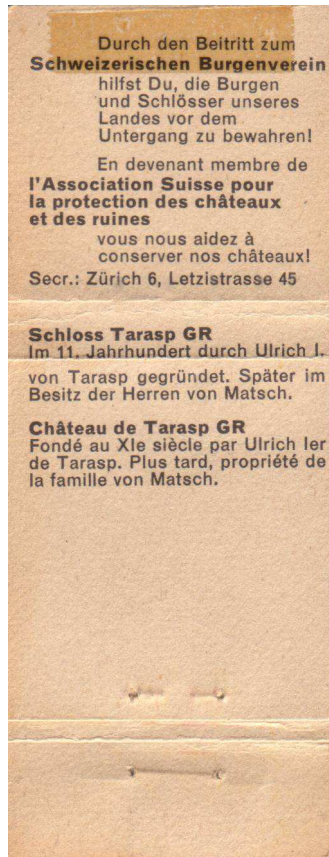 Durch den Beitritt zum
Schweizerischen Burgenverein
hilfst Du, die Burgen
und Schlösser unseres
Landes vor dem
Untergang zu bewahren!
En devenant membre de
l'Association Suisse pour
la protection des châteaux
et des ruines
vous nous aidez à
conserver nos châteaux!
Secr.: Zürich 6, Letzistrasse 45
Schloss Tarasp GR
Im 11. Jahrhundert durch Ulrich I.
von Tarasp gegründet. Später im
Besitz der Herren von Matsch.
Château de Tarasp GR
Fondé au XIe siècle par Ulrich Ier
de Tarasp. Plus tard, propriété de
la famille von Matsch.